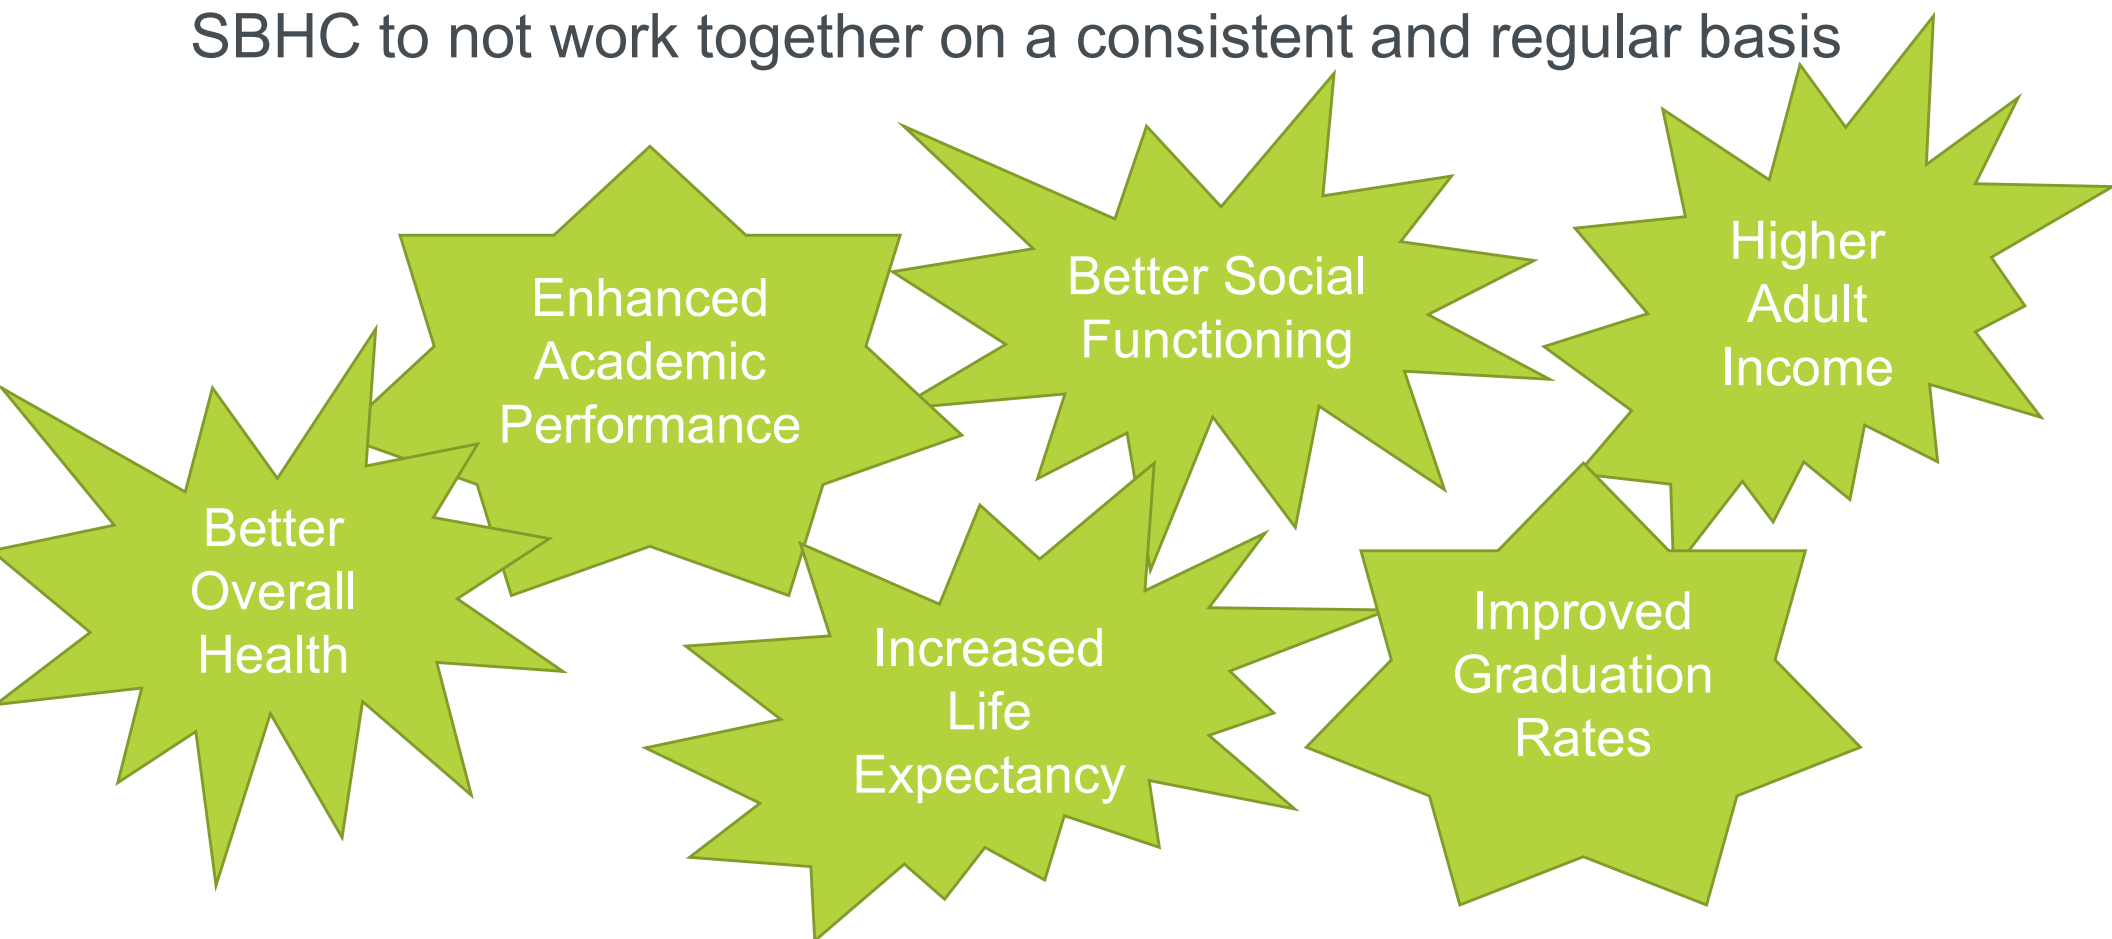 SBHC to not work together on a consistent and regular basis
Enhanced
Academic
Performance
Better Social
Functioning
Higher
Adult
Income
Better
Overall
Health
Increased
Life
Expectancy
Improved
Graduation
Rates